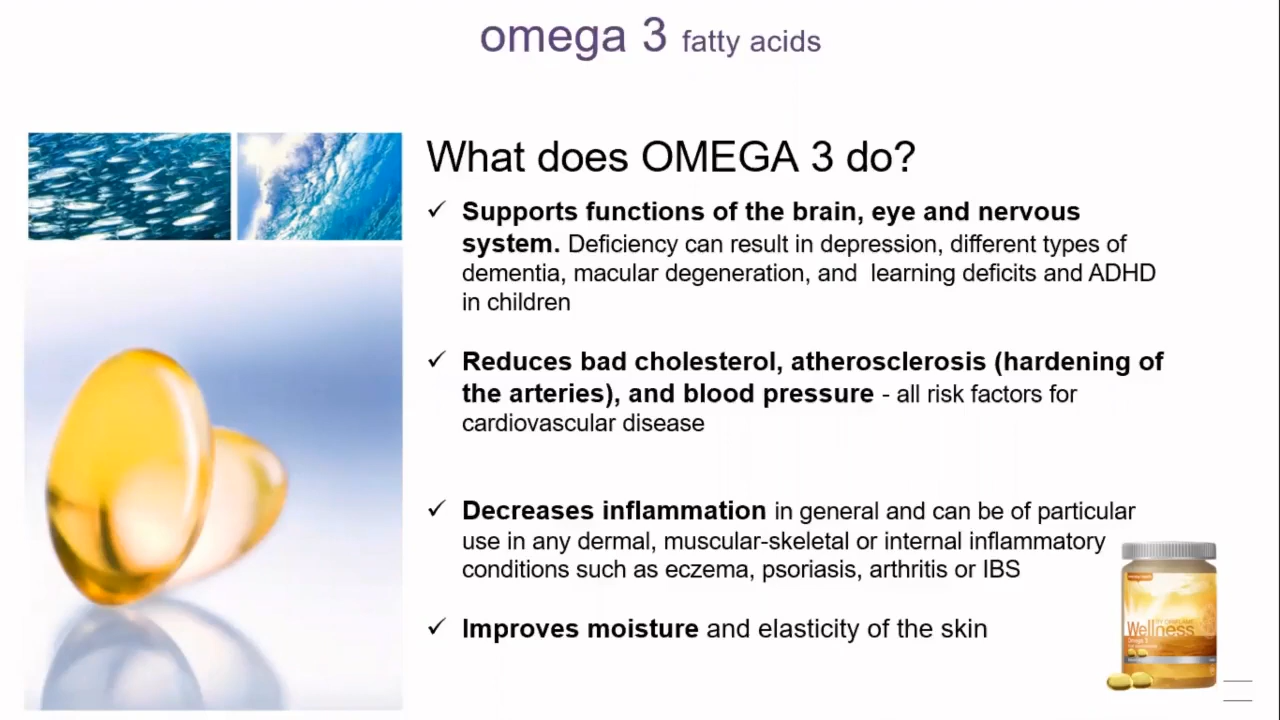 omega 3 fatty acids
What does OMEGA 3 do?
✓ Supports functions of the brain, eye and nervous
system. Deficiency can result in depression, different types of
dementia, macular degeneration, and learning deficits and ADHD
in children
✓ Reduces bad cholesterol, atherosclerosis (hardening of
the arteries), and blood pressure - all risk factors for
cardiovascular disease
✓ Decreases inflammation in general and can be of particular
use in any dermal, muscular-skeletal or internal inflammatory
conditions such as eczema, psoriasis, arthritis or IBS
✓ Improves moisture and elasticity of the skin
Wellness
Omega 3